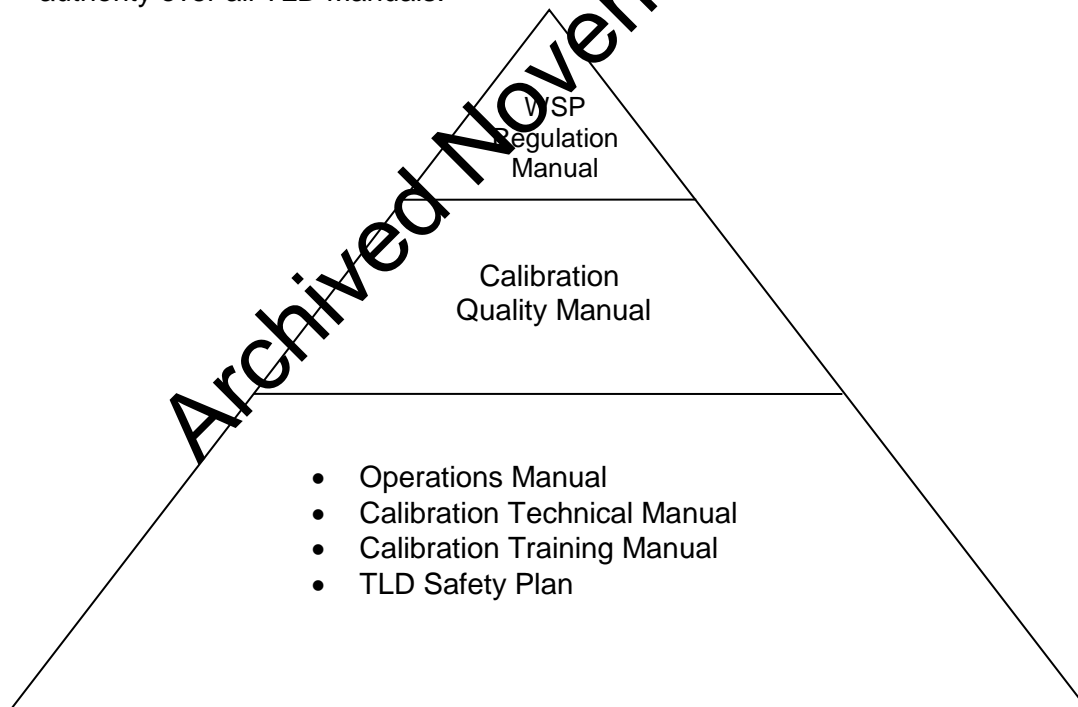 authority over all TLD manuals.
WSP
Regulation
Manual
Calibration
Quality Manual
• Operations Manual
• Calibration Technical Manual
• Calibration Training Manual
• TLD Safety Plan
Archived